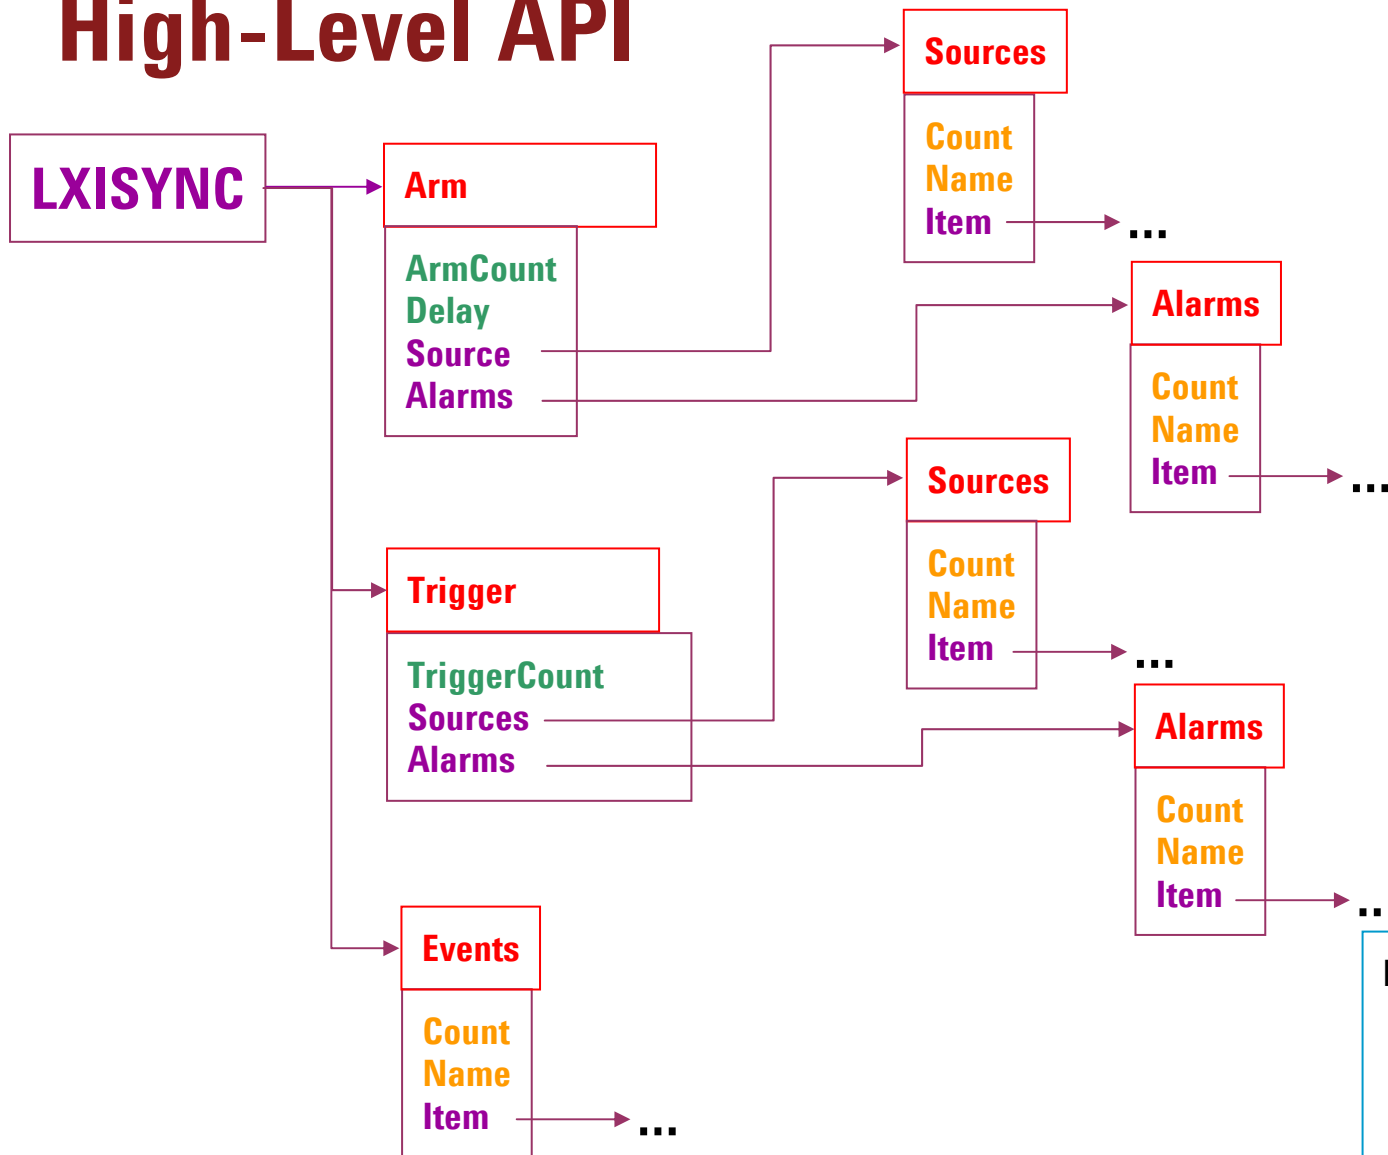 High-Level API
LXISYNC
Arm
ArmCount
Delay
Source
Alarms
Sources
Count
Name
Item
...
Alarms
Count
Name
Item
...
Trigger
TriggerCount
Sources
Alarms
Sources
Count
Name
Item
...
Alarms
Count
Name
Item
..
Events
Count
Name
Item
...